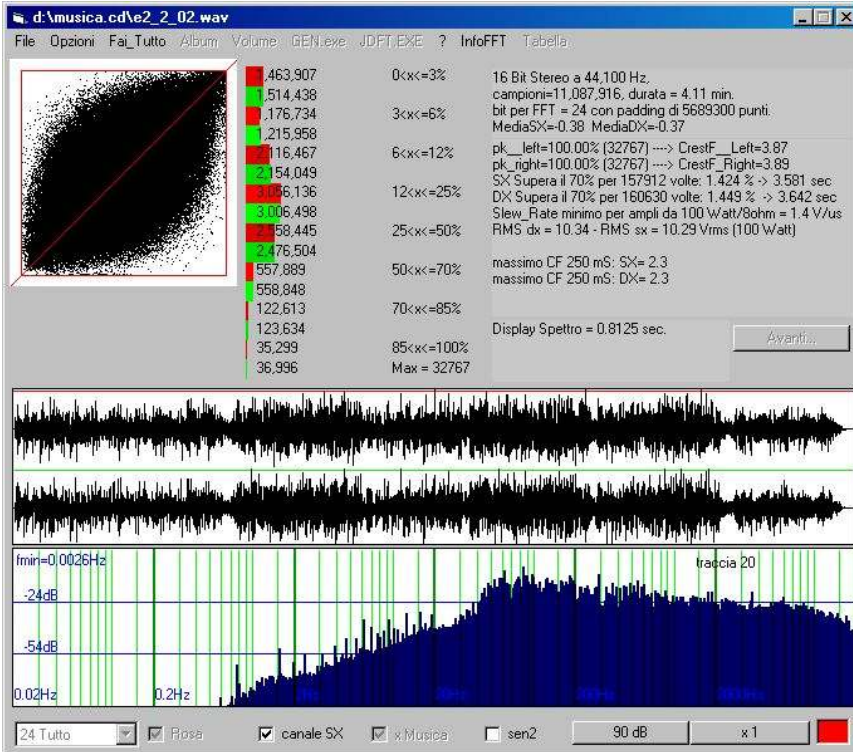 d:\musica.cd\e2_2_02.wav
File Opzioni Fai_Tutto Album Volume GEN.exe JDFT.EXE ? InfoFFT Tabella
1,463,907 0<x<=3%
1,514,438
1,176,734 3<x<=6%
1,215,958
2,116,467 6<x<=12%
2,154,049
3,056,136 12<x<=25%
3,006,498
2,558,445 25<x<=50%
2,476,504
557,889 50<x<=70%
558,848
122,613 70<x<=85%
123,634
35,299 85<x<=100%
36,996 Max = 32767
16 Bit Stereo a 44,100 Hz,
campioni=11,087,916, durata = 4.11 min.
bit per FFT = 24 con padding di 5689300 punti.
MediaSX=-0.38 MediaDX=-0.37
pk__left=100.00% (32767) ----> CrestF__Left=3.87
pk_right=100.00% (32767) ----> CrestF_Right=3.89
SX Supera il 70% per 157912 volte: 1.424 % -> 3.581 sec
DX Supera il 70% per 160630 volte: 1.449 % -> 3.642 sec
Slew_Rate minimo per ampli da 100 Watt/8ohm = 1.4 V/us
RMS dx = 10.34 - RMS sx = 10.29 Vrms (100 Watt)
massimo CF 250 mS: SX= 2.3
massimo CF 250 mS: DX= 2.3
Display Spettro = 0.8125 sec.
Avanti...
fmin=0.0026Hz
traccia 20
-24dB
-54dB
0.02Hz 0.2Hz 2Hz 20Hz 200Hz 2000Hz
24 Tutto Rosa canale SX x Musica sen2 90 dB x 1